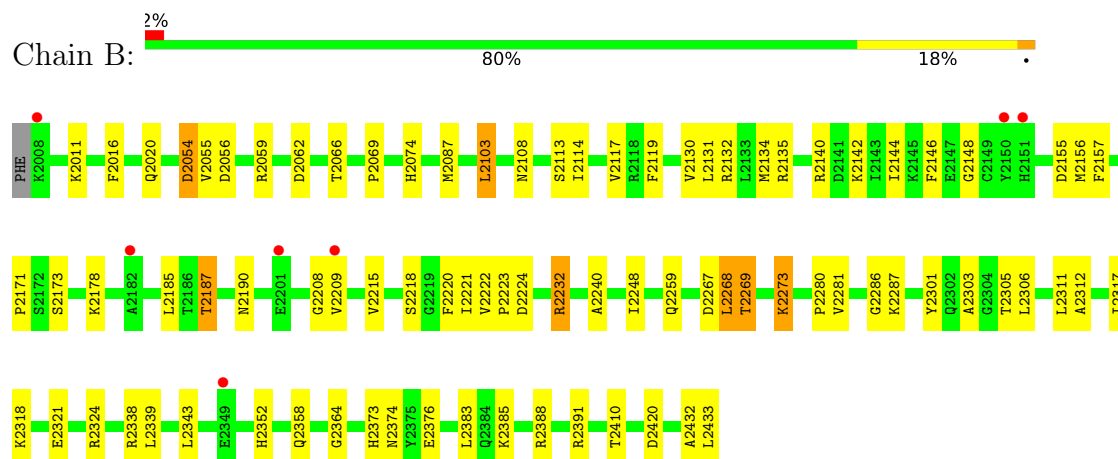 2%
Chain B:
80% 18% •
PHE K2008 K2011 F2016 Q2020 D2054 V2055 D2056 R2059 D2062 T2066 P2069 H2074 M2087 L2103 N2108 S2113 I2114 V2117 R2118 F2119 V2130 L2131 R2132 L2133 M2134 R2135 R2140 D2141 K2142 I2143 I2144 K2145 F2146 E2147 G2148 C2149 Y2150 H2151 D2155 M2156 F2157
P2171 S2172 S2173 K2178 A2182 L2185 T2186 T2187 N2190 E2201 G2208 V2209 V2215 S2218 G2219 F2220 I2221 V2222 P2223 D2224 R2232 A2240 I2248 Q2259 D2267 L2268 T2269 K2273 P2280 V2281 G2286 K2287 Y2301 Q2302 A2303 G2304 T2305 L2306 L2311 A2312
K2318 E2321 R2324 R2338 L2339 L2343 E2349 H2352 Q2358 G2364 H2373 N2374 Y2375 E2376 L2383 Q2384 K2385 R2388 R2391 T2410 D2420 A2432 L2433